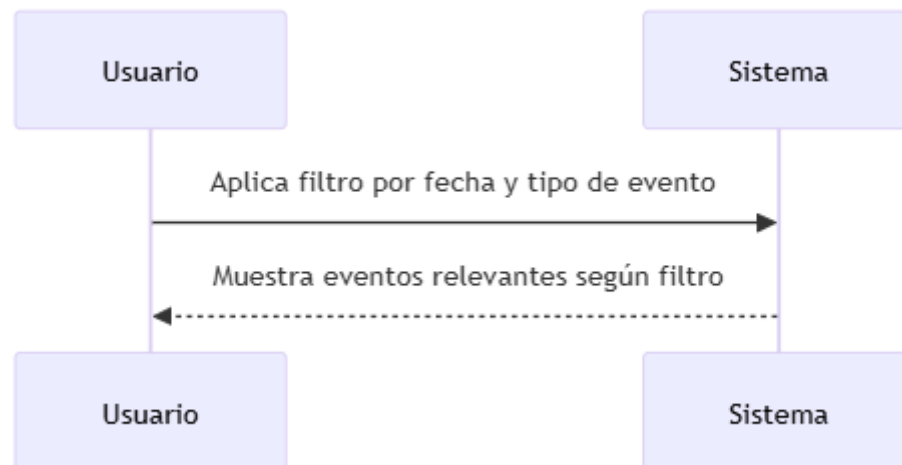 Usuario
Sistema
Aplica filtro por fecha y tipo de evento
Muestra eventos relevantes según filtro
Usuario
Sistema